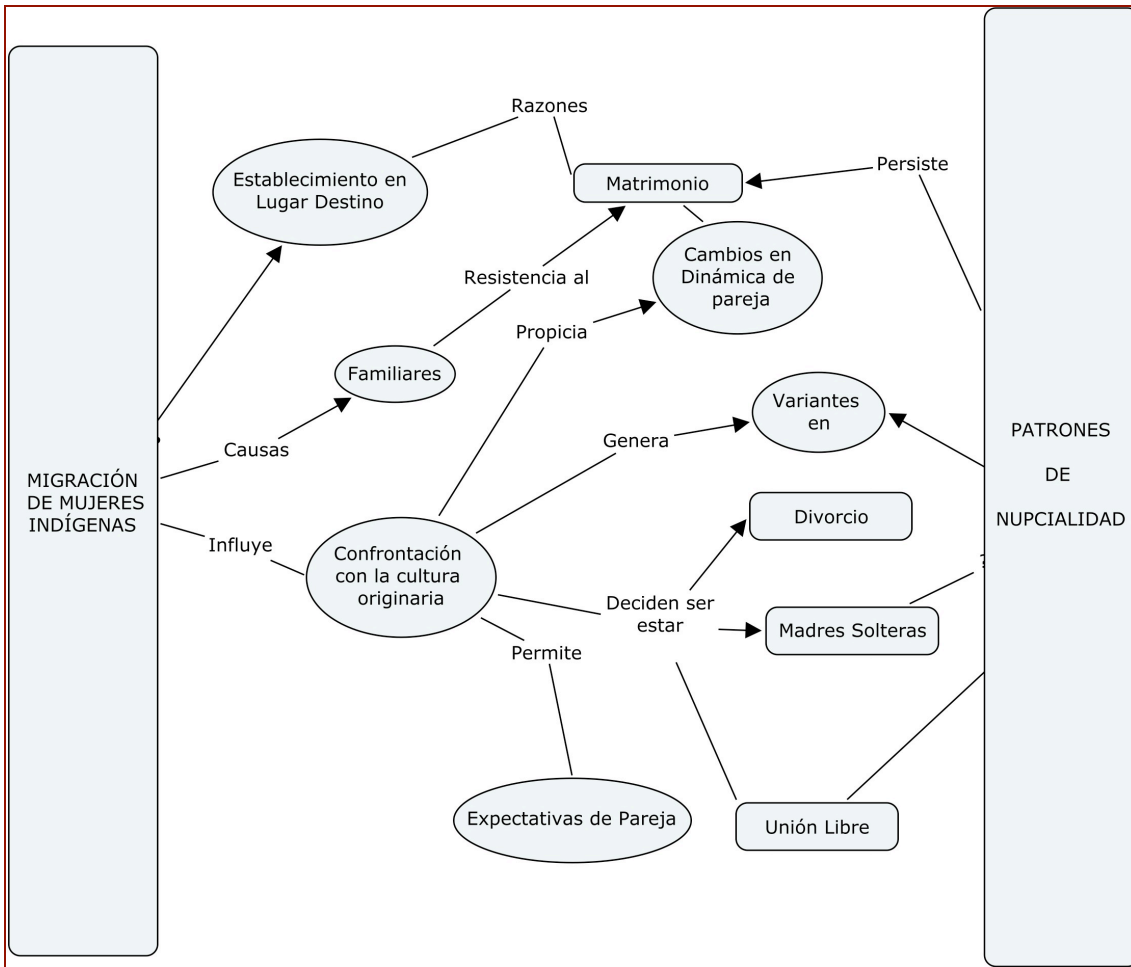 Razones
Persiste
Establecimiento en
Lugar Destino
Matrimonio
Cambios en
Dinámica de
pareja
Resistencia al
Propicia
Familiares
Variantes
en
Causas
Genera
PATRONES
DE
NUPCIALIDAD
MIGRACIÓN
DE MUJERES
INDÍGENAS
Divorcio
Influye
Confrontación
con la cultura
originaria
Deciden ser
estar
Madres Solteras
Permite
Expectativas de Pareja
Unión Libre